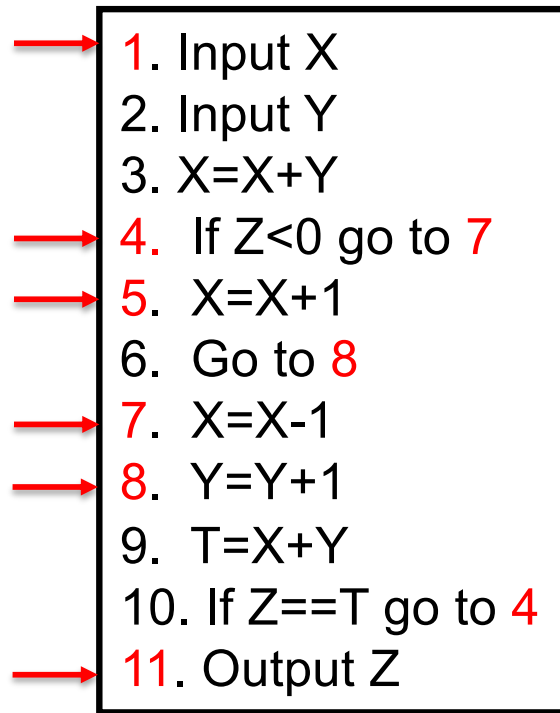 1. Input X
2. Input Y
3. X=X+Y
4. If Z<0 go to 7
5. X=X+1
6. Go to 8
7. X=X-1
8. Y=Y+1
9. T=X+Y
10. If Z==T go to 4
11. Output Z